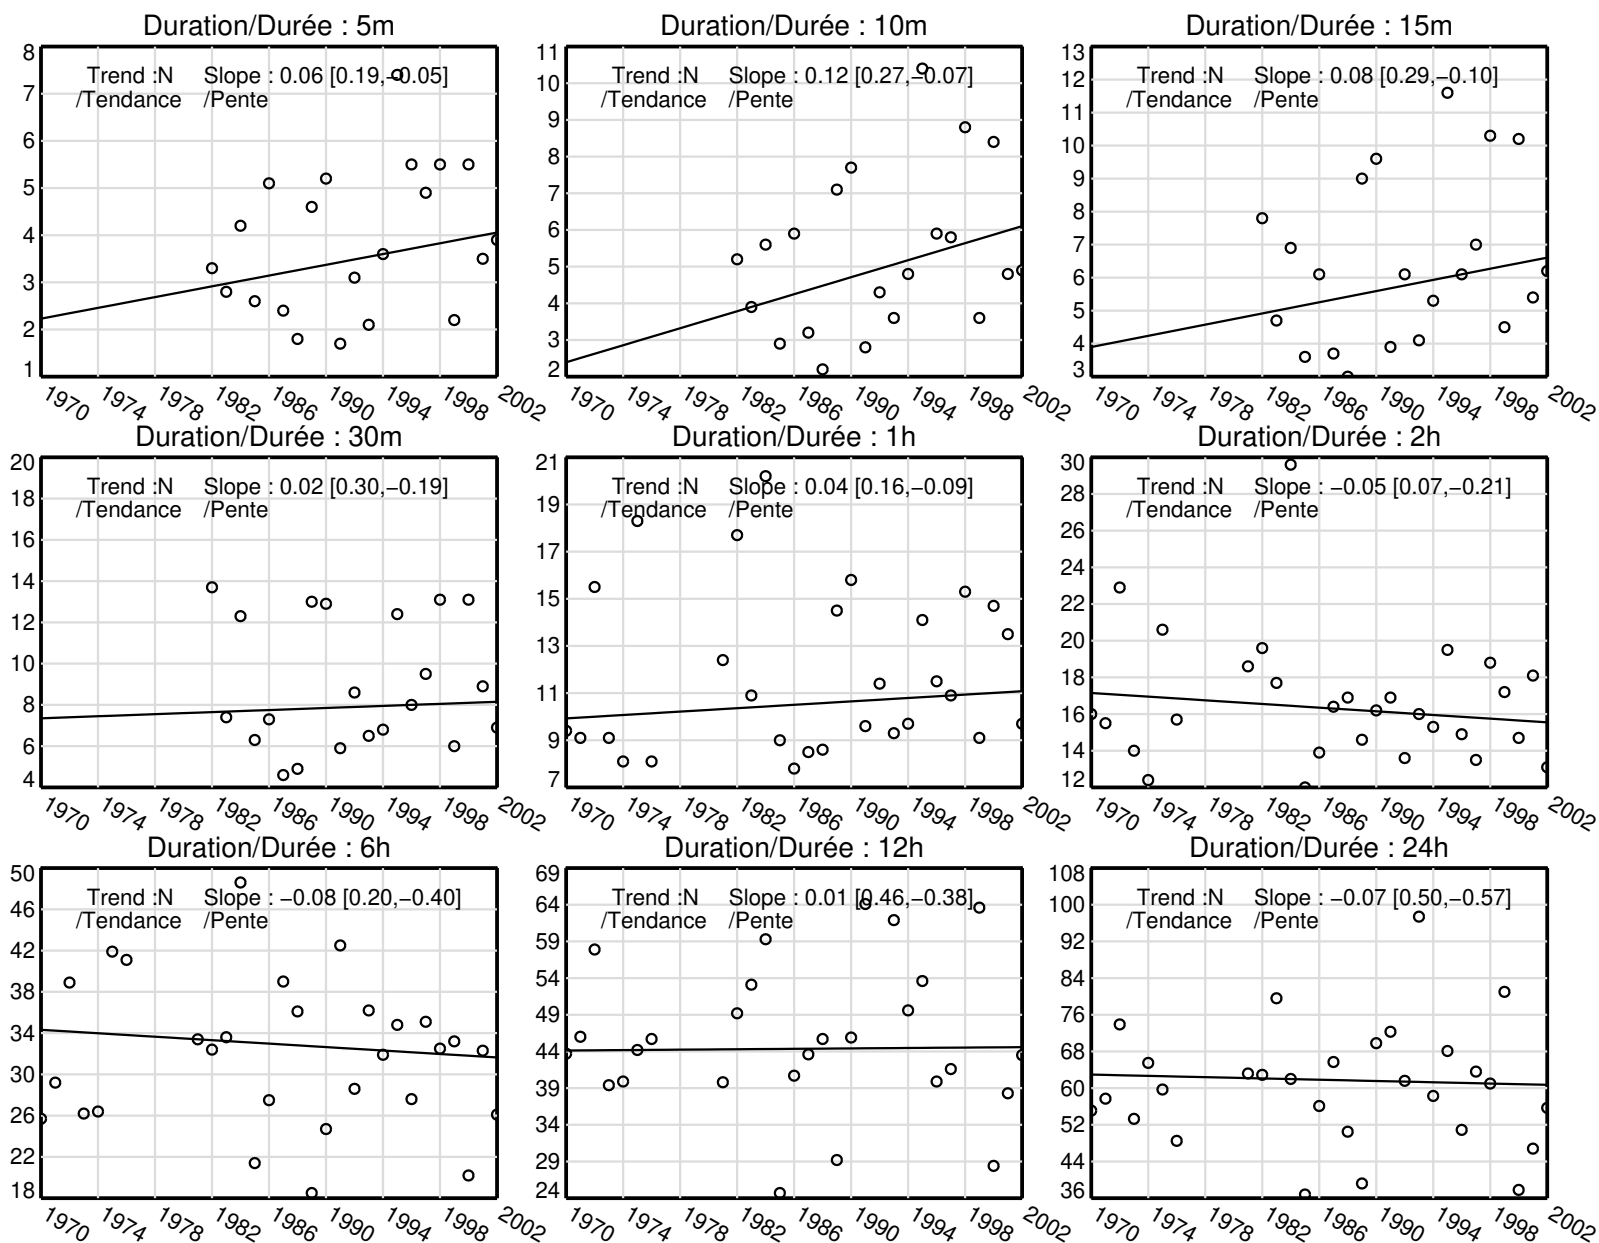 Duration/Durée : 5m
Trend :N Slope : 0.06 [0.19,−0.05]
/Tendance /Pente
8
7
6
5
4
3
2
1
1970 1974 1978 1982 1986 1990 1994 1998 2002
Duration/Durée : 10m
Trend :N Slope : 0.12 [0.27,−0.07]
/Tendance /Pente
11
10
9
8
7
6
5
4
3
2
1970 1974 1978 1982 1986 1990 1994 1998 2002
Duration/Durée : 15m
Trend :N Slope : 0.08 [0.29,−0.10]
/Tendance /Pente
13
12
11
10
9
8
7
6
5
4
3
1970 1974 1978 1982 1986 1990 1994 1998 2002
Duration/Durée : 30m
Trend :N Slope : 0.02 [0.30,−0.19]
/Tendance /Pente
20
18
16
14
12
10
8
6
4
1970 1974 1978 1982 1986 1990 1994 1998 2002
Duration/Durée : 1h
Trend :N Slope : 0.04 [0.16,−0.09]
/Tendance /Pente
21
19
17
15
13
11
9
7
1970 1974 1978 1982 1986 1990 1994 1998 2002
Duration/Durée : 2h
Trend :N Slope : −0.05 [0.07,−0.21]
/Tendance /Pente
30
28
26
24
22
20
18
16
14
12
1970 1974 1978 1982 1986 1990 1994 1998 2002
Duration/Durée : 6h
Trend :N Slope : −0.08 [0.20,−0.40]
/Tendance /Pente
50
46
42
38
34
30
26
22
18
1970 1974 1978 1982 1986 1990 1994 1998 2002
Duration/Durée : 12h
Trend :N Slope : 0.01 [0.46,−0.38]
/Tendance /Pente
69
64
59
54
49
44
39
34
29
24
1970 1974 1978 1982 1986 1990 1994 1998 2002
Duration/Durée : 24h
Trend :N Slope : −0.07 [0.50,−0.57]
/Tendance /Pente
108
100
92
84
76
68
60
52
44
36
1970 1974 1978 1982 1986 1990 1994 1998 2002